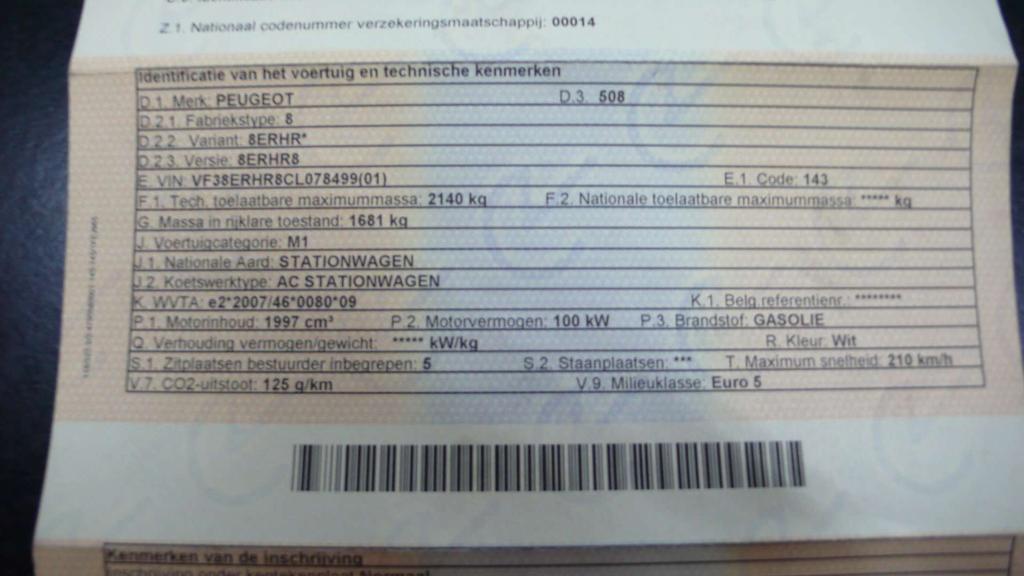 Z.1. Nationaal codenummer verzekeringsmaatschappij: 00014
Identificatie van het voertuig en technische kenmerken
D.1. Merk: PEUGEOT D.3. 508
D.2.1. Fabriekstype: 8
D.2.2. Variant: 8ERHR*
D.2.3. Versie: 8ERHR8
E. VIN: VF38ERHR8CL078499(01) E.1. Code: 143
F.1. Tech. toelaatbare maximummassa: 2140 kg F.2. Nationale toelaatbare maximummassa: ***** kg
G. Massa in rijklare toestand: 1681 kg
J. Voertuigcategorie: M1
J.1. Nationale Aard: STATIONWAGEN
J.2. Koetswerktype: AC STATIONWAGEN
K. WVTA: e2*2007/46*0080*09 K.1. Belg.referentienr.: ********
P.1. Motorinhoud: 1997 cm³ P.2. Motorvermogen: 100 kW P.3. Brandstof: GASOLIE
Q. Verhouding vermogen/gewicht: ***** kW/kg R. Kleur: Wit
S.1. Zitplaatsen bestuurder inbegrepen: 5 S.2. Staanplaatsen: *** T. Maximum snelheid: 210 km/h
V.7. CO2-uitstoot: 125 g/km V.9. Milieuklasse: Euro 5
Kenmerken van de inschrijving
Inschrijving onder kentekenplaat Normaal